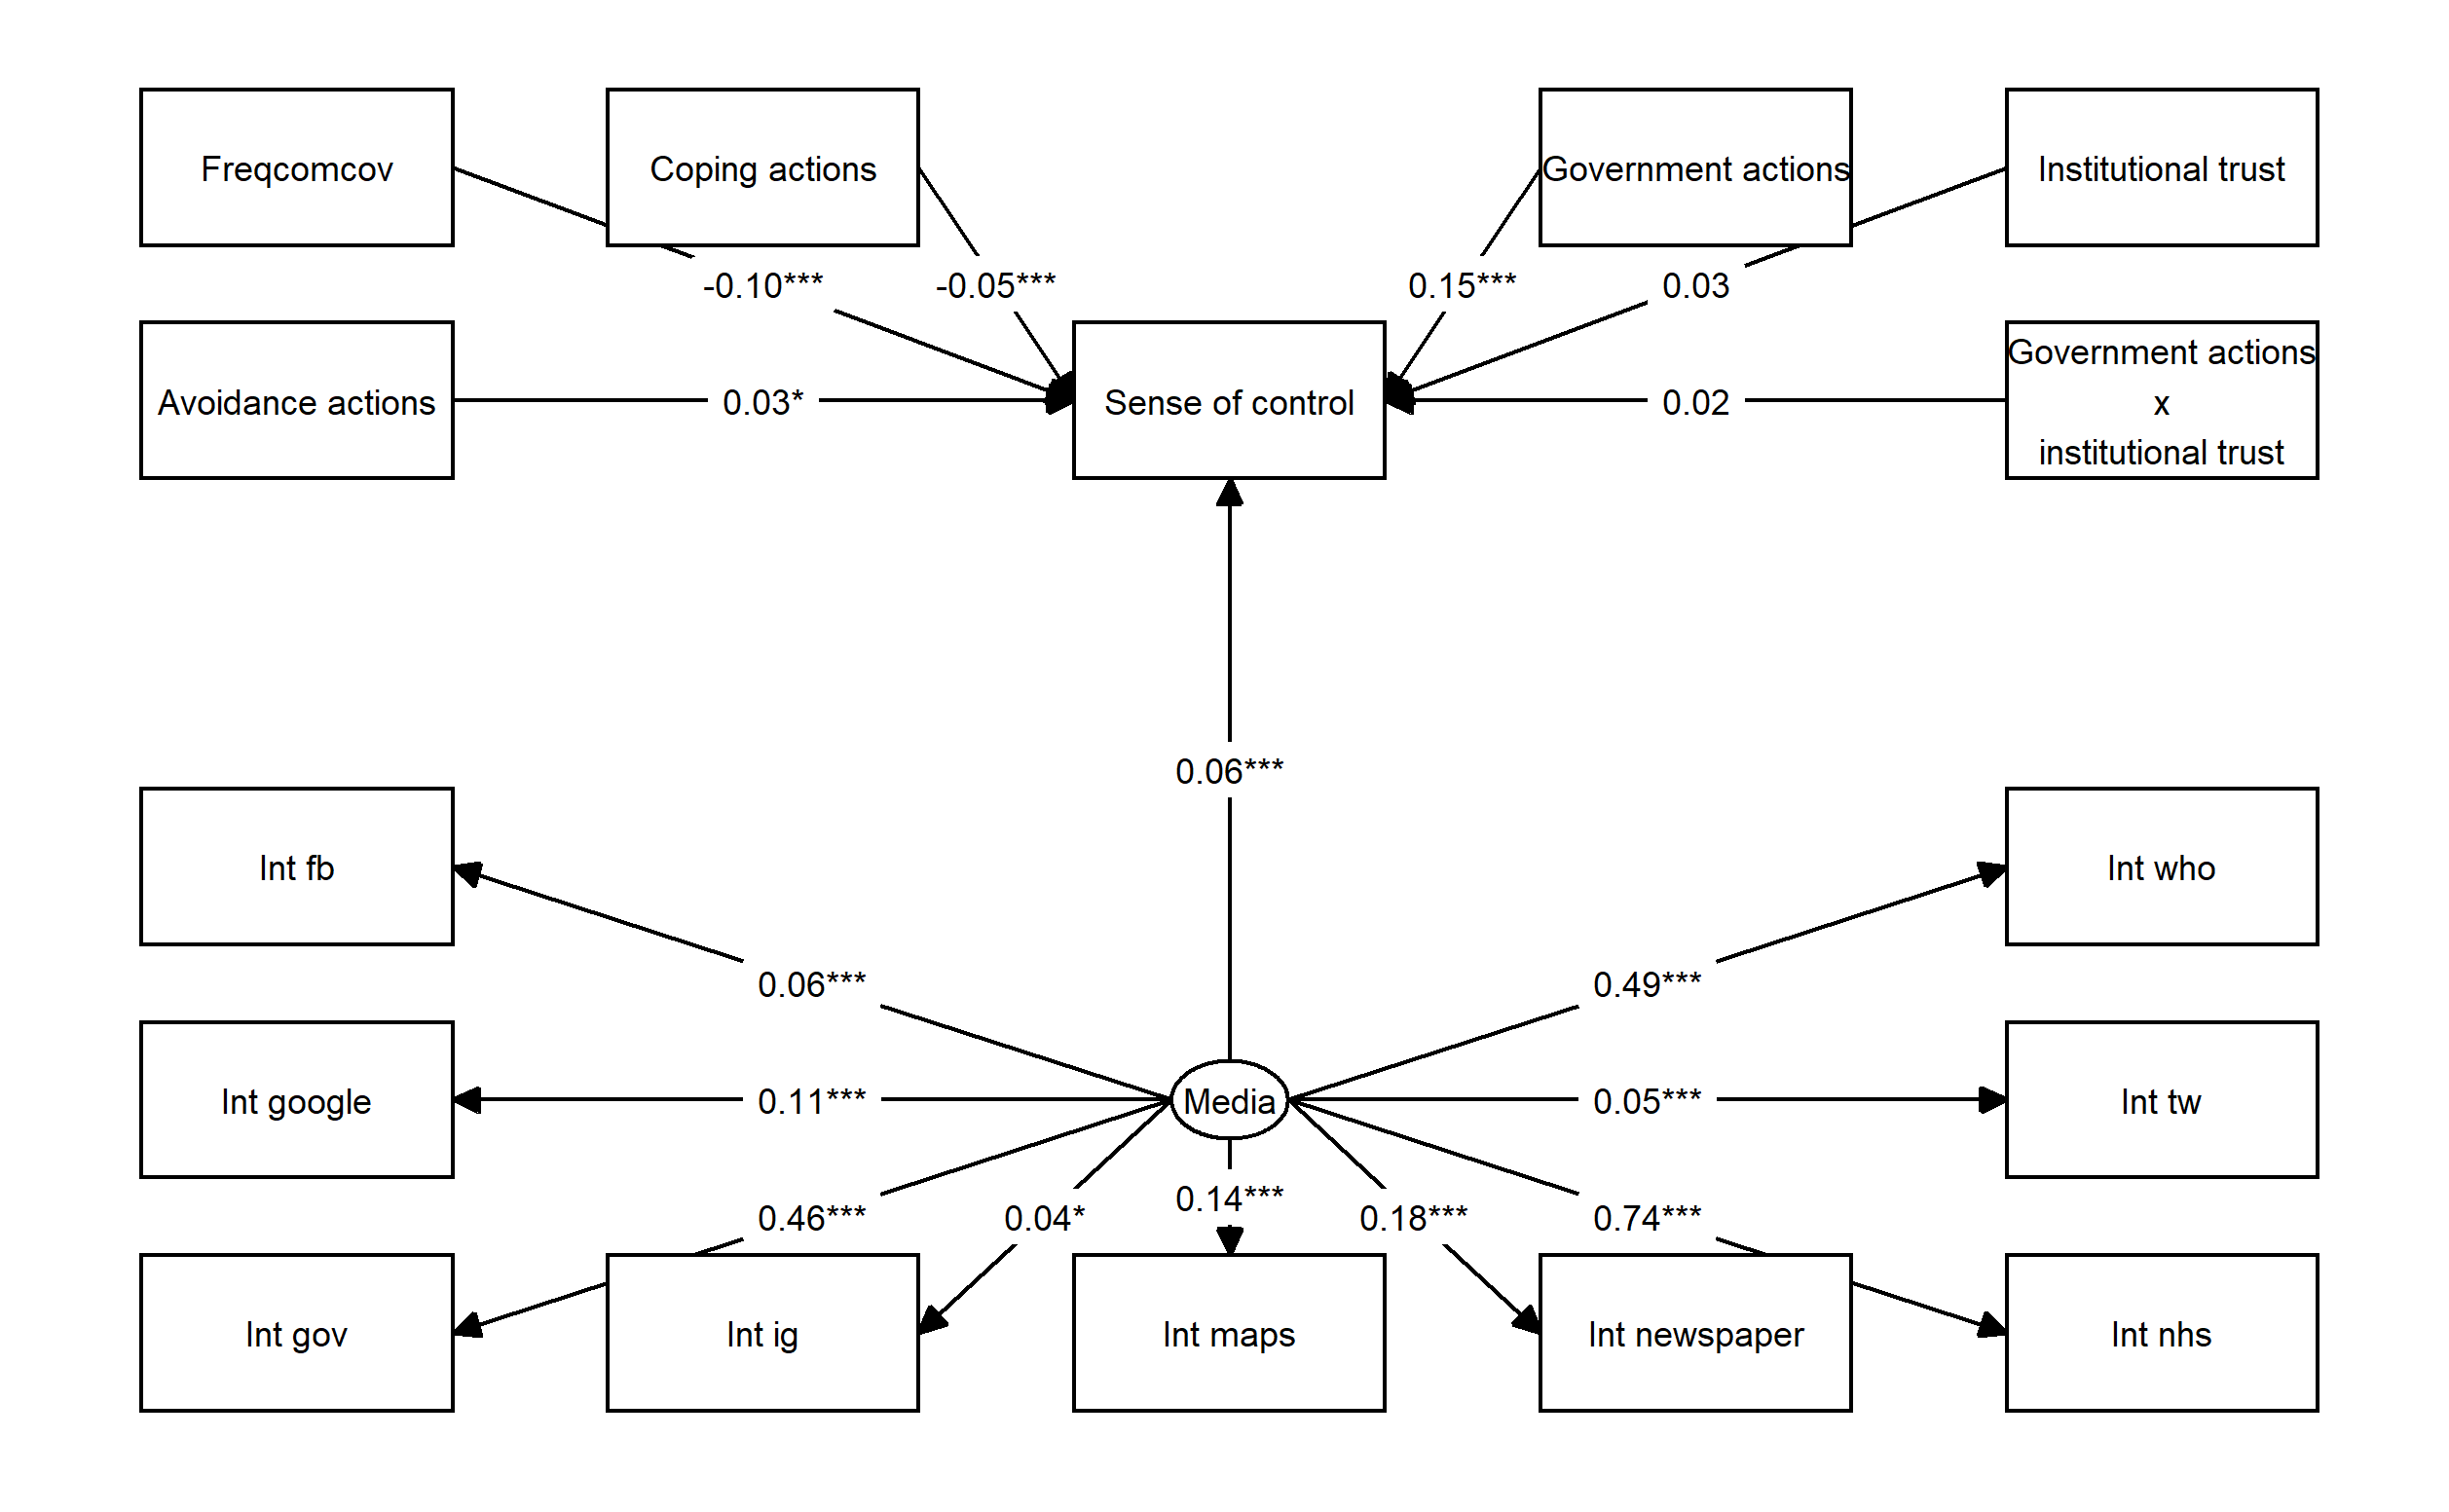 Freqcomcov
Coping actions
Government actions
Institutional trust
-0.10***
-0.05***
0.15***
0.03
Avoidance actions
0.03*
Sense of control
0.02
Government actions
x
institutional trust
0.06***
Int fb
Int who
0.06***
0.49***
Int google
0.11***
Media
0.05***
Int tw
0.46***
0.04*
0.14***
0.18***
0.74***
Int gov
Int ig
Int maps
Int newspaper
Int nhs